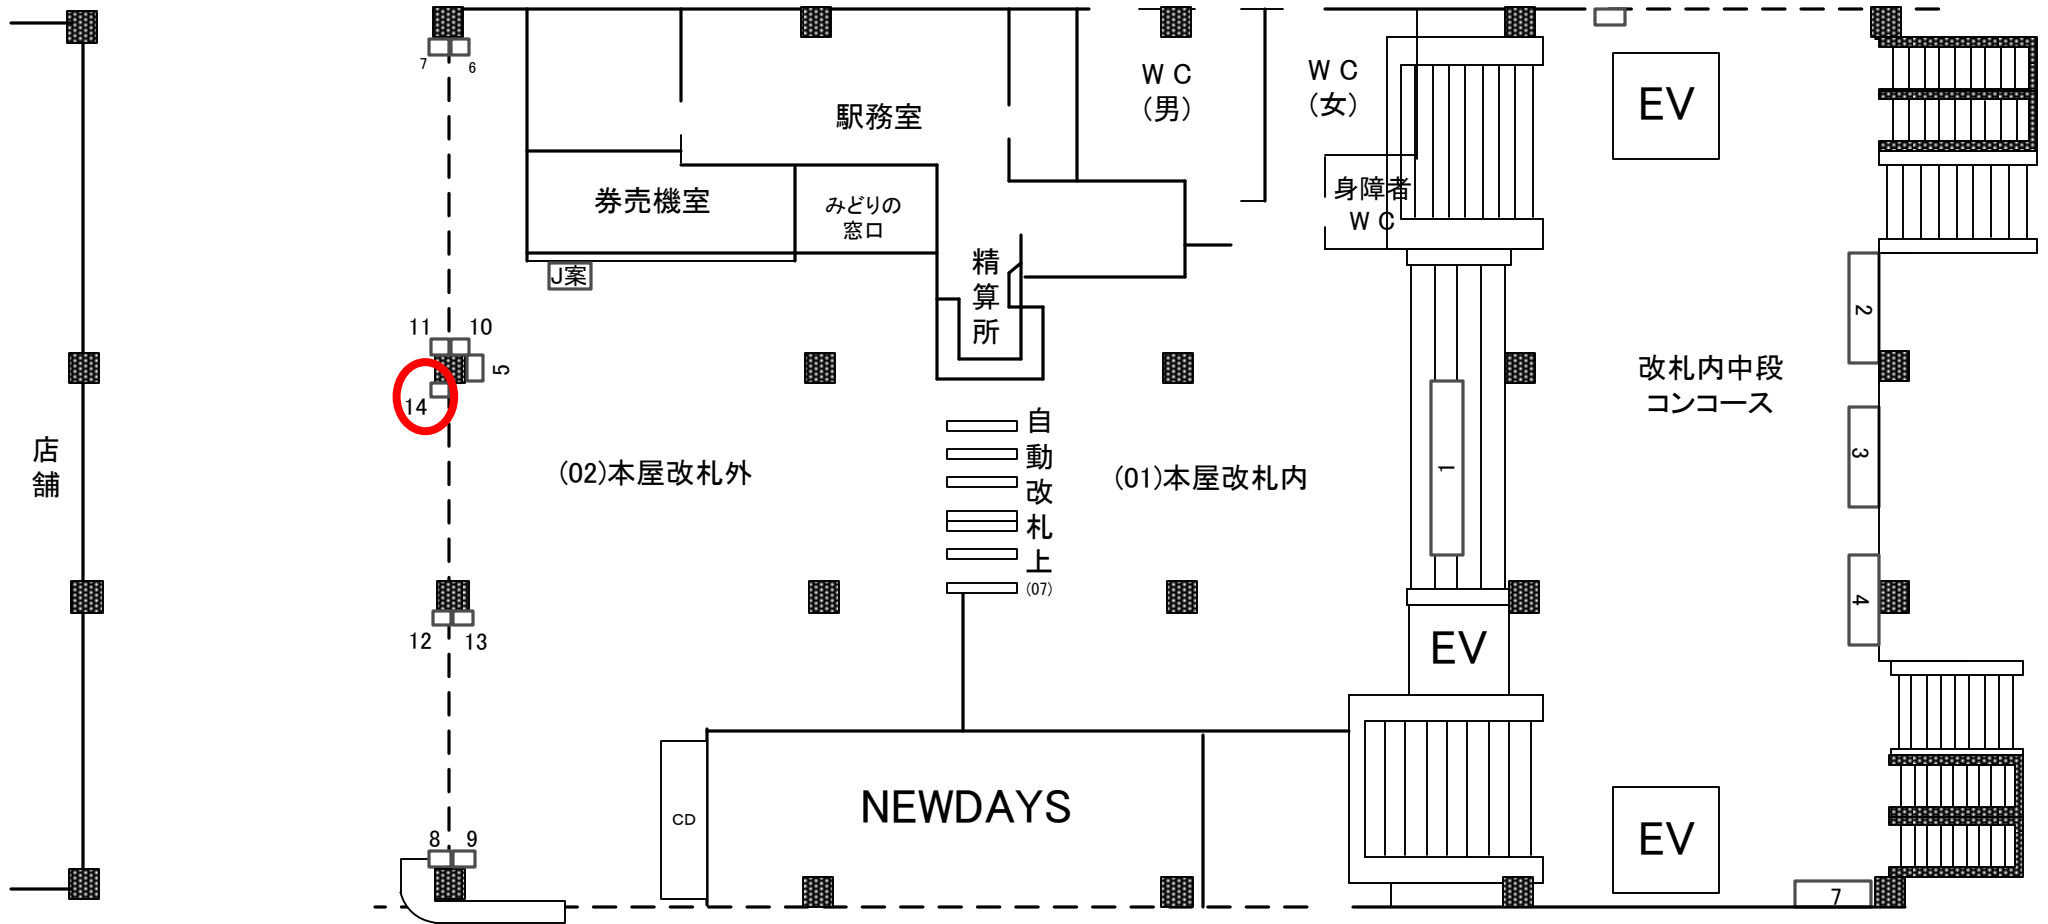 7
6
駅務室
W C
(男)
W C
(女)
EV
券売機室
みどりの
窓口
身障者
W C
J案
精算所
11
10
5
14
2
改札内中段
コンコース
3
4
1
店舗
(02)本屋改札外
自動改札上
(07)
(01)本屋改札内
12
13
EV
NEWDAYS
CD
8
9
EV
7